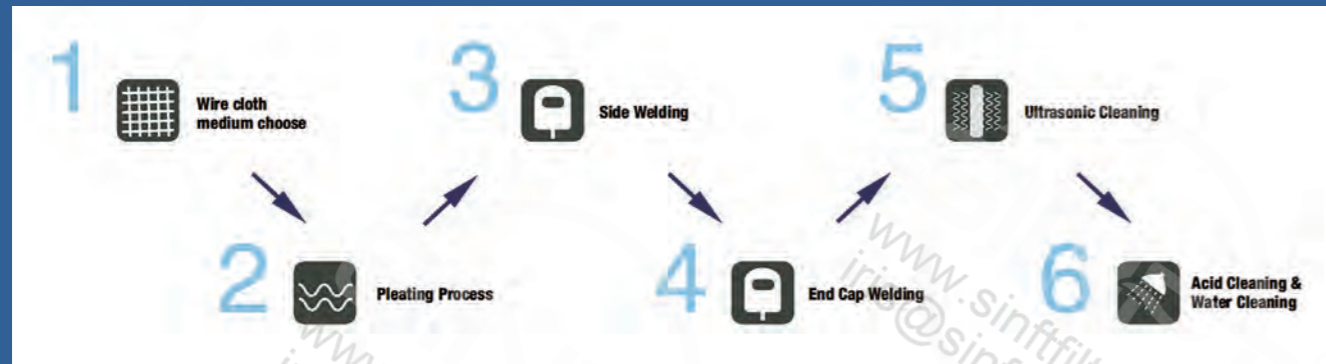 1
Wire cloth
medium choose
2
Pleating Process
3
Side Welding
4
End Cap Welding
5
Ultrasonic Cleaning
6
Acid Cleaning &
Water Cleaning